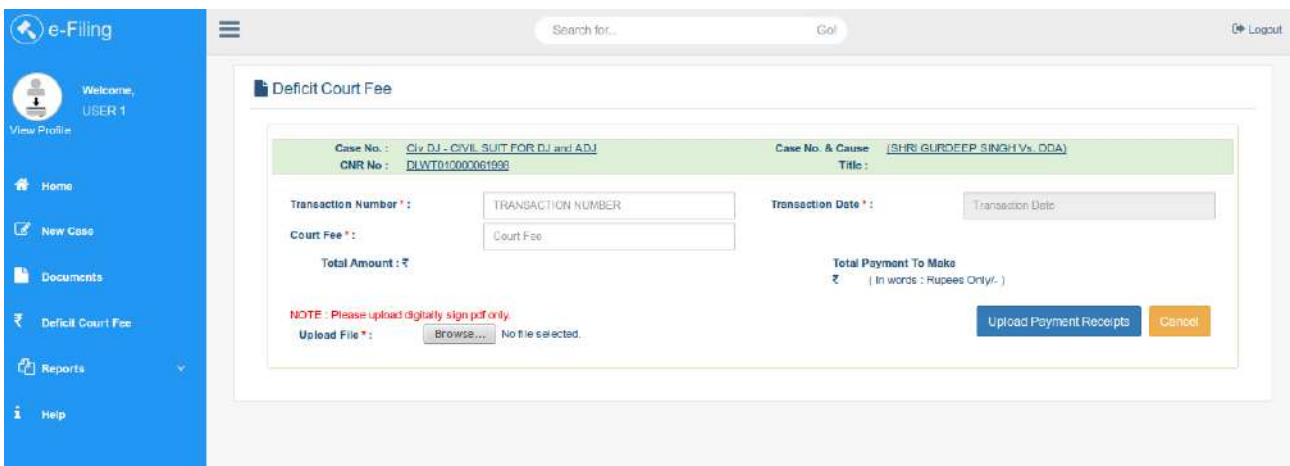 e-Filing
Search for...
Go!
Logout
Welcome,
USER 1
View Profile
Home
New Case
Documents
₹ Deficit Court Fee
Reports
Help
Deficit Court Fee
Case No. : Civ DJ - CIVIL SUIT FOR DJ and ADJ
CNR No : DLWT010000061998
Case No. & Cause Title : (SHRI GURDEEP SINGH Vs. DDA)
Transaction Number * : TRANSACTION NUMBER
Transaction Date * : Transaction Date
Court Fee * : Court Fee
Total Amount : ₹
Total Payment To Make
₹ ( In words : Rupees Only/- )
NOTE : Please upload digitally sign pdf only.
Upload File * : Browse... No file selected.
Upload Payment Receipts
Cancel